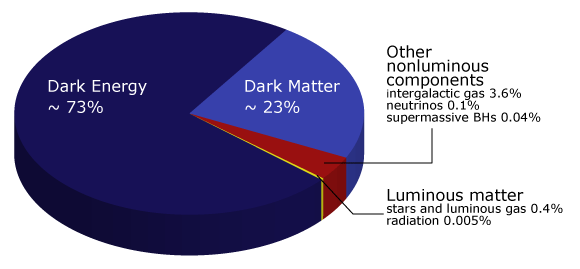 Dark Energy
~ 73%
Dark Matter
~ 23%
Other
nonluminous
components
intergalactic gas 3.6%
neutrinos 0.1%
supermassive BHs 0.04%
Luminous matter
stars and luminous gas 0.4%
radiation 0.005%